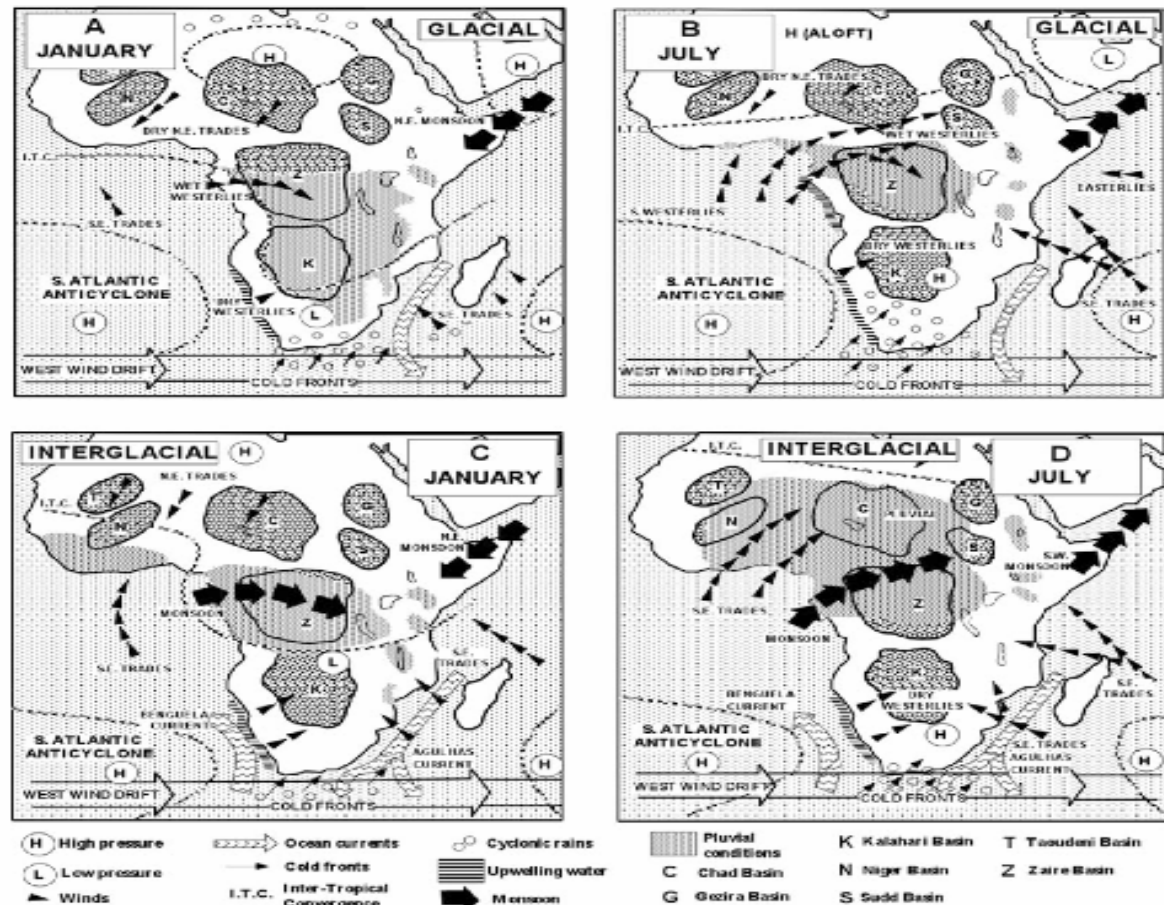 A
JANUARY
GLACIAL
H
H
N
C
G
S
DRY N.E. TRADES
N.E. MONSOON
I.T.C.
Z
WET
WESTERLIES
S.E. TRADES
K
S. ATLANTIC
ANTICYCLONE
H
DRY
WESTERLIES
L
S.E. TRADES
H
WEST WIND DRIFT
COLD FRONTS
B
JULY
H (ALOFT)
GLACIAL
L
DRY N.E. TRADES
N
C
G
S
I.T.C.
WET WESTERLIES
Z
EASTERLIES
S. WESTERLIES
DRY WESTERLIES
K
H
S. ATLANTIC
ANTICYCLONE
H
S.E. TRADES
H
WEST WIND DRIFT
COLD FRONTS
INTERGLACIAL
H
C
JANUARY
T
N.E. TRADES
I.T.C.
N
C
G
S
N.E.
MONSOON
MONSOON
Z
S.E. TRADES
L
S.E.
TRADES
K
BENGUELA
CURRENT
S. ATLANTIC
ANTICYCLONE
H
AGULHAS
CURRENT
H
WEST WIND DRIFT
COLD FRONTS
INTERGLACIAL
D
JULY
I.T.C.
T
N
C
PLUVIAL
G
S
S.W.
MONSOON
S.E. TRADES
Z
MONSOON
K
DRY
WESTERLIES
BENGUELA
CURRENT
S.E.
TRADES
S. ATLANTIC
ANTICYCLONE
H
H
S.E. TRADES
AGULHAS
CURRENT
H
WEST WIND DRIFT
COLD FRONTS
H High pressure
L Low pressure
Winds
Ocean currents
Cold fronts
I.T.C. Inter-Tropical
Convergence
Cyclonic rains
Upwelling water
Monsoon
Pluvial
conditions
C Chad Basin
G Gezira Basin
K Kalahari Basin
N Niger Basin
S Sudd Basin
T Taoudeni Basin
Z Zaire Basin